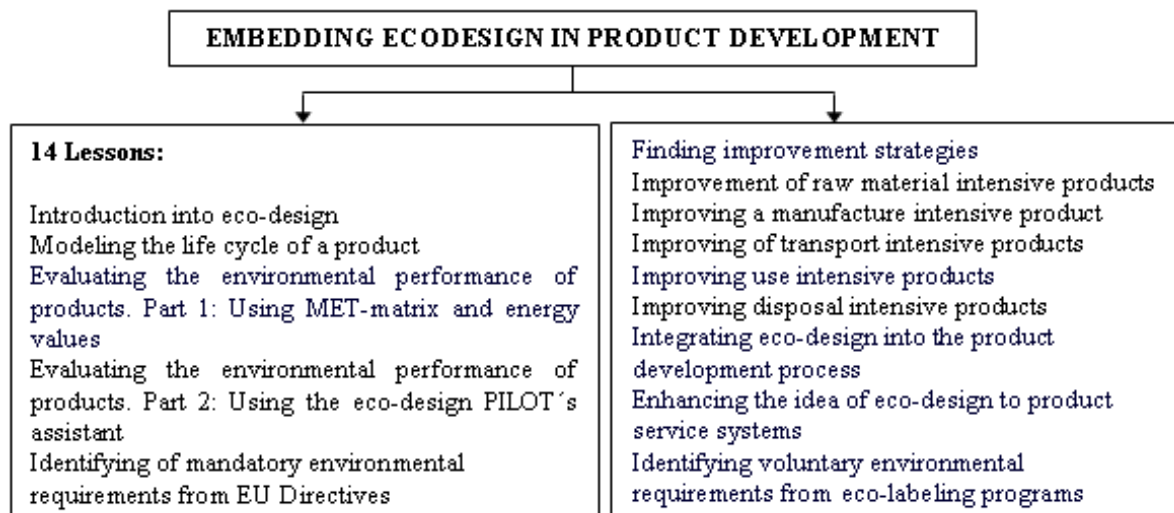 EMBEDDING ECODESIGN IN PRODUCT DEVELOPMENT
14 Lessons:
Introduction into eco-design
Modeling the life cycle of a product
Evaluating the environmental performance of
products. Part 1: Using MET-matrix and energy
values
Evaluating the environmental performance of
products. Part 2: Using the eco-design PILOT´s
assistant
Identifying of mandatory environmental
requirements from EU Directives
Finding improvement strategies
Improvement of raw material intensive products
Improving a manufacture intensive product
Improving of transport intensive products
Improving use intensive products
Improving disposal intensive products
Integrating eco-design into the product
development process
Enhancing the idea of eco-design to product
service systems
Identifying voluntary environmental
requirements from eco-labeling programs